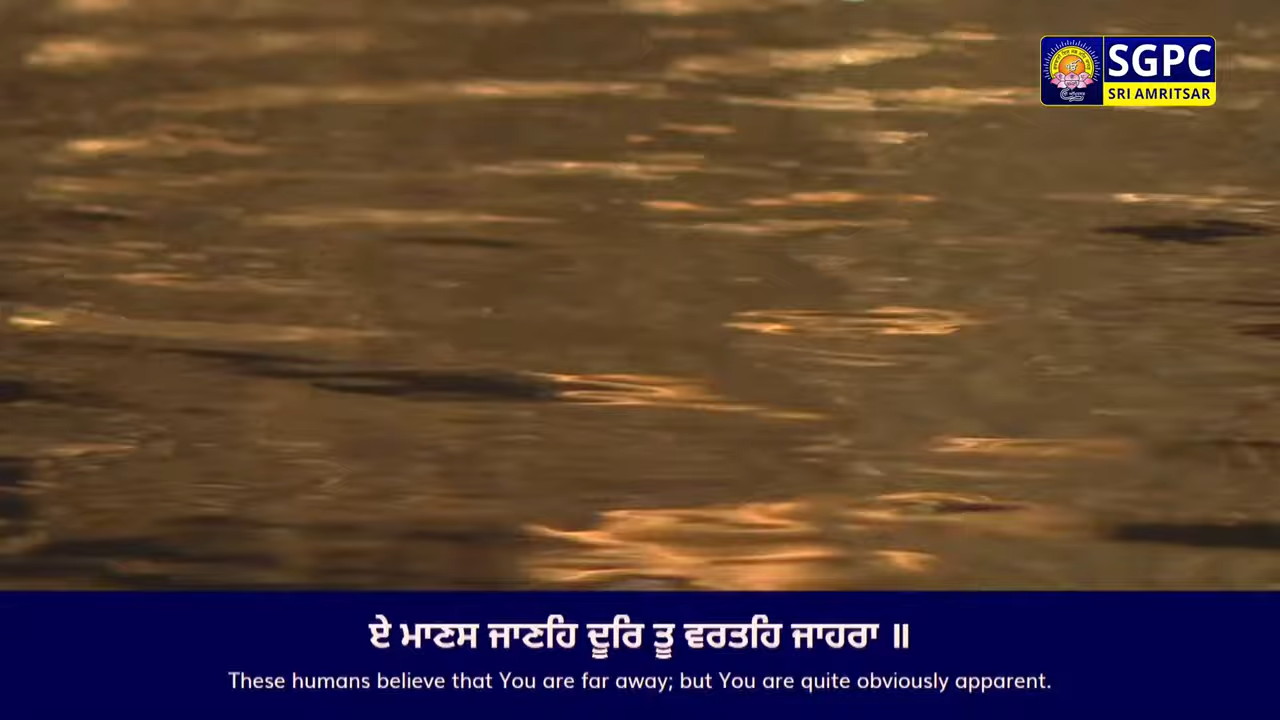 SGPC
SRI AMRITSAR
ਏ ਮਾਣਸ ਜਾਣਹਿ ਦੂਰਿ ਤੂ ਵਰਤਹਿ ਜਾਹਰਾ ॥
These humans believe that You are far away; but You are quite obviously apparent.